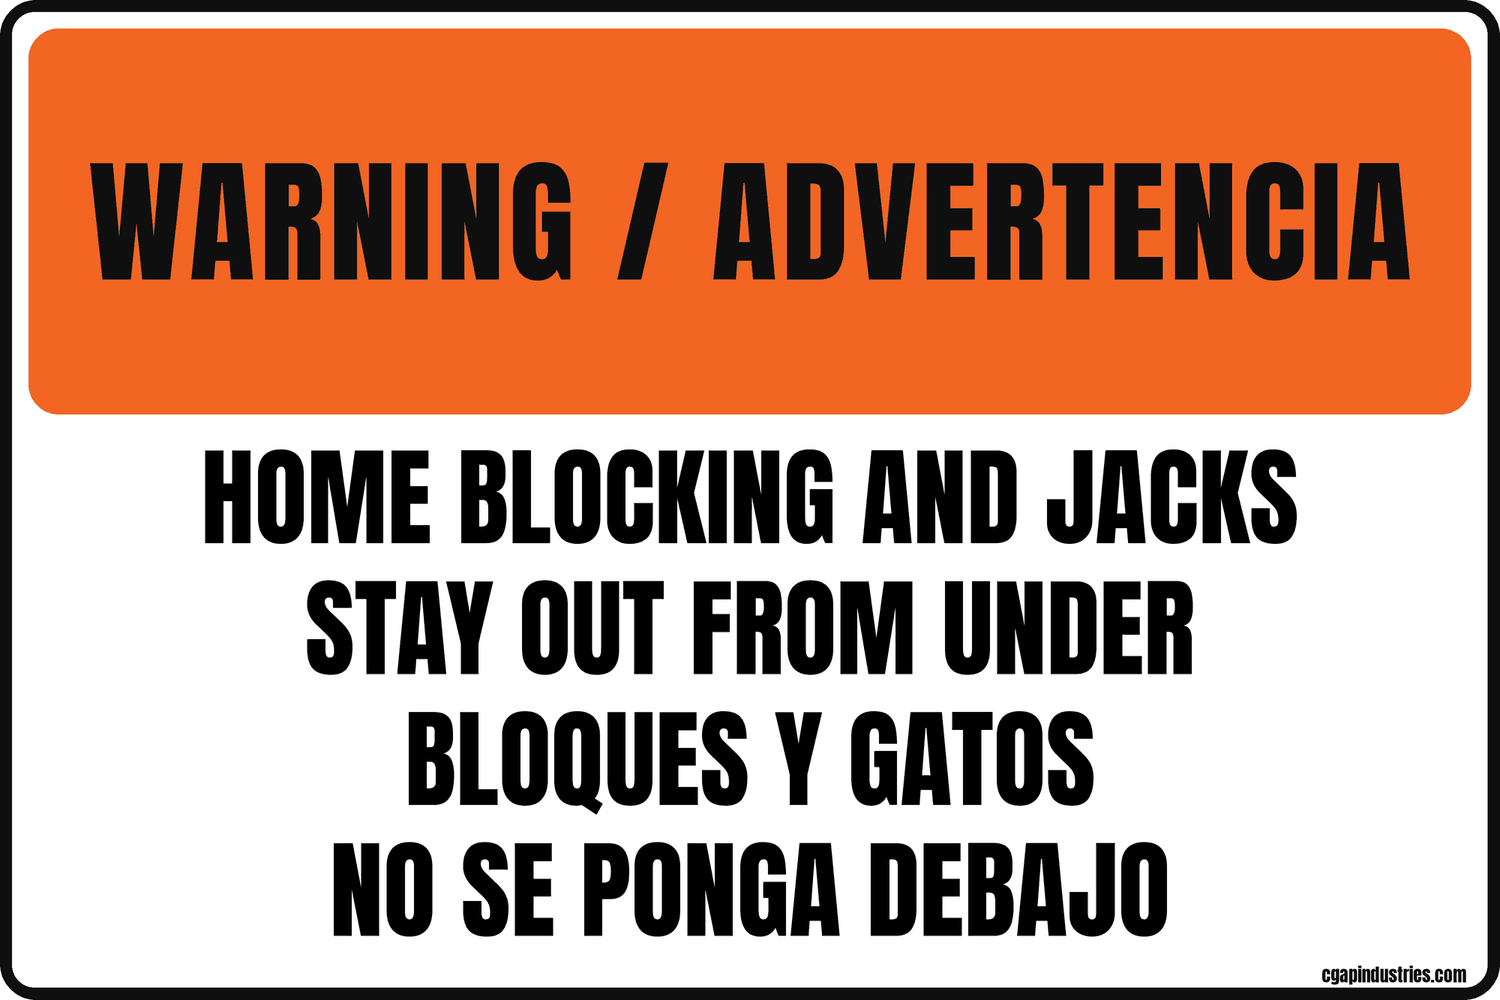 WARNING / ADVERTENCIA
HOME BLOCKING AND JACKS
STAY OUT FROM UNDER
BLOQUES Y GATOS
NO SE PONGA DEBAJO
cgapindustries.com